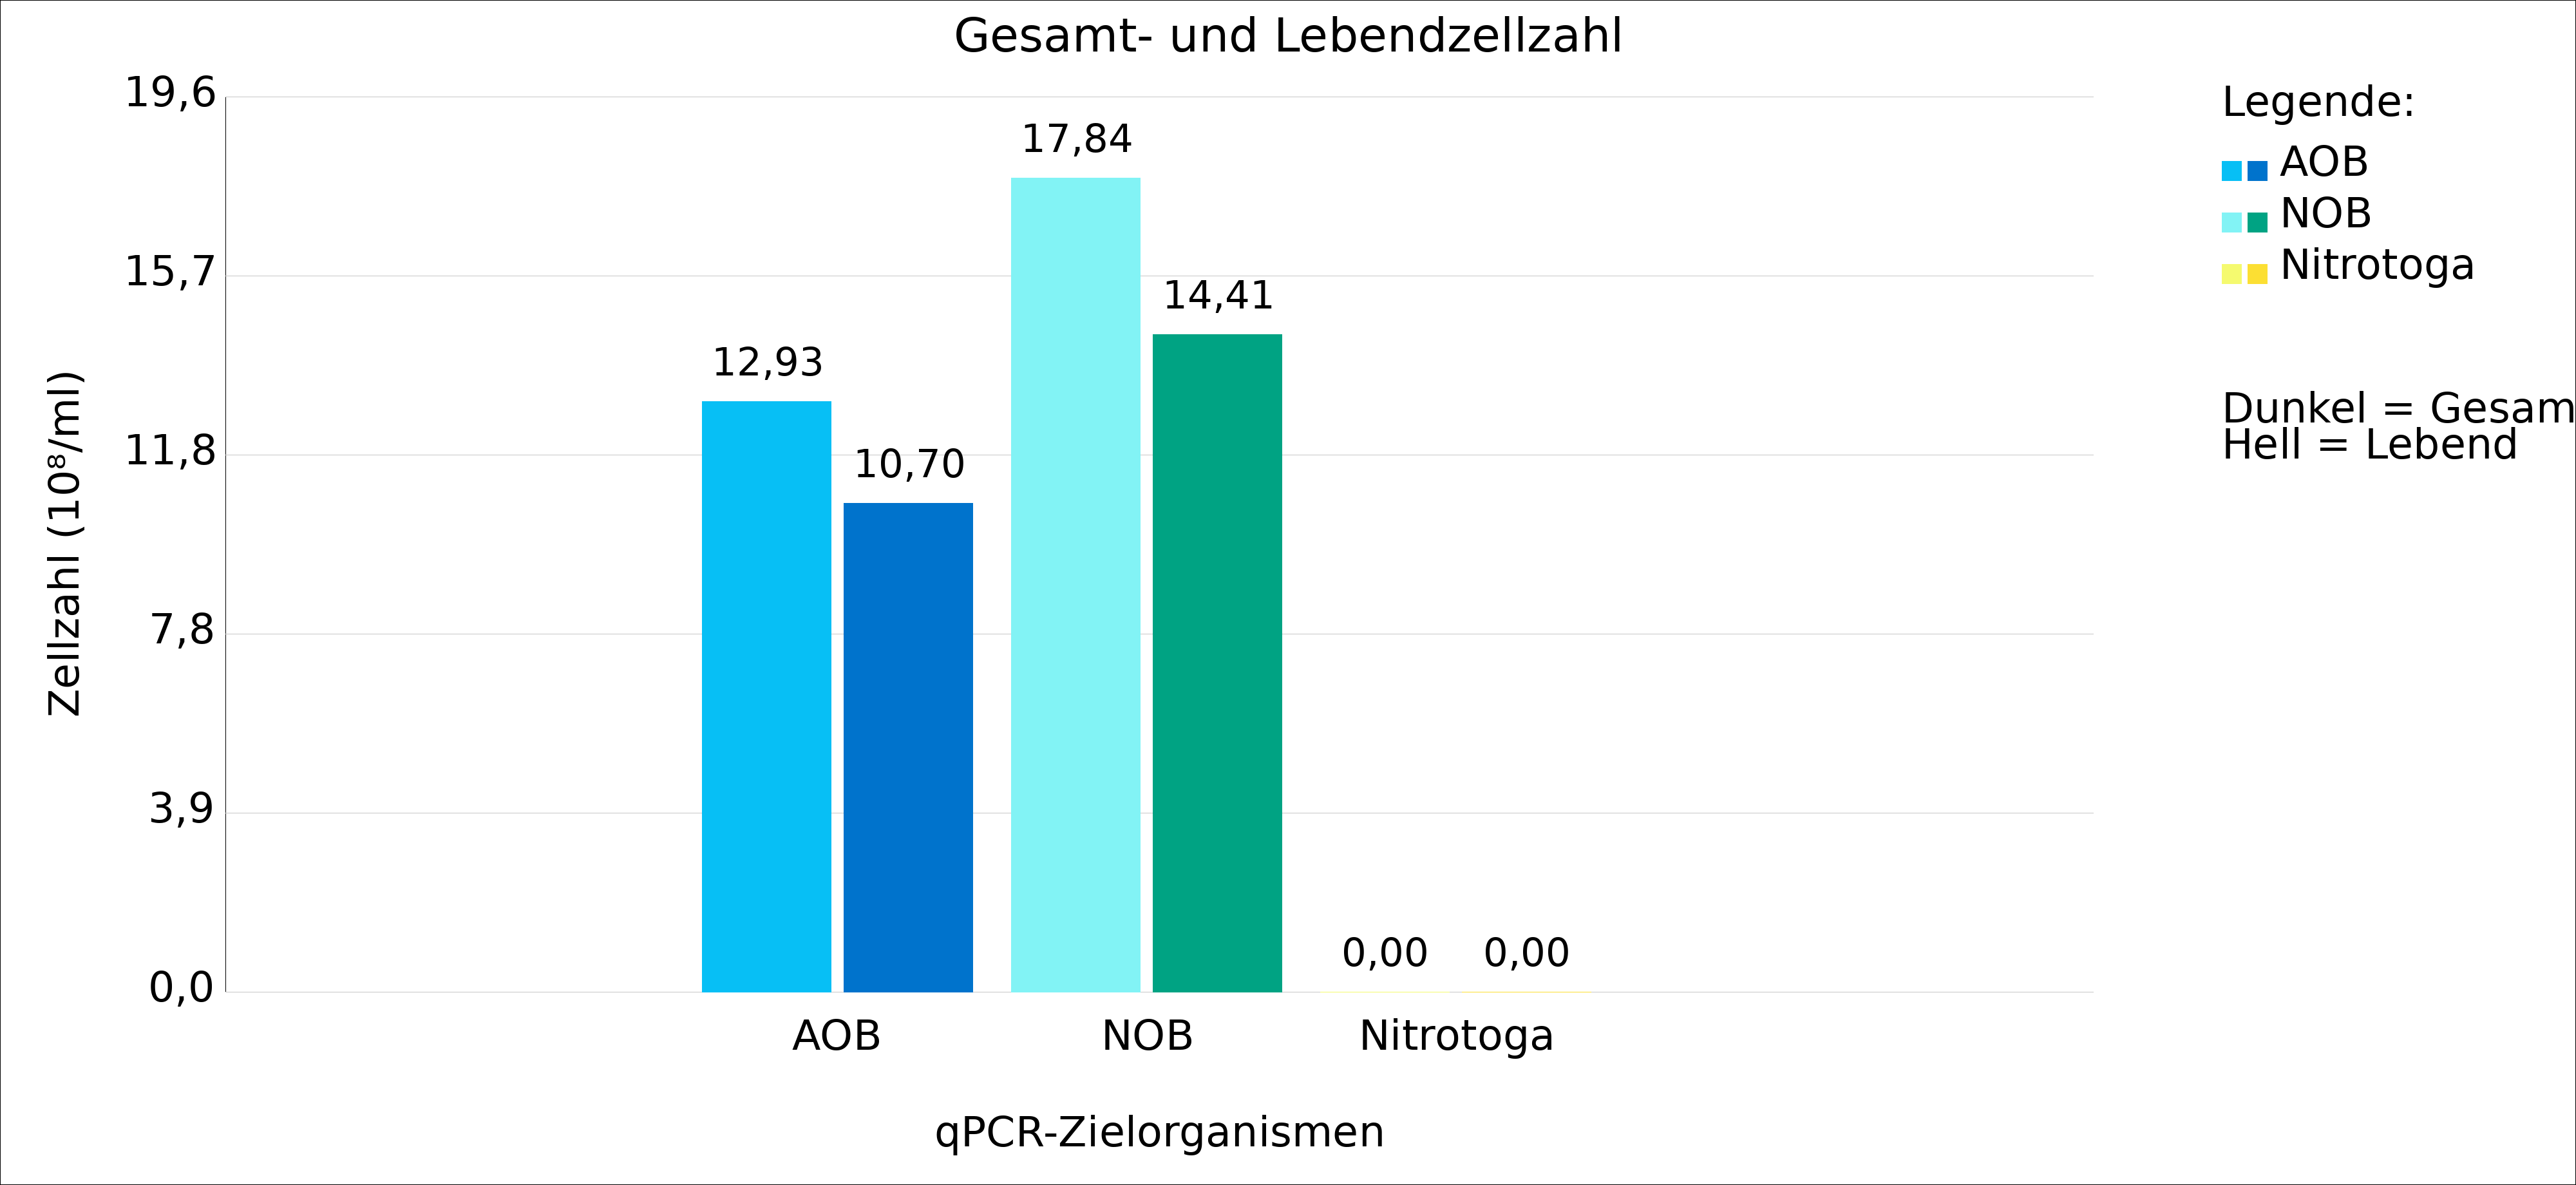 Gesamt- und Lebendzellzahl
19,6
15,7
11,8
7,8
3,9
0,0
Zellzahl (10⁸/ml)
12,93
10,70
17,84
14,41
0,00
0,00
AOB
NOB
Nitrotoga
qPCR-Zielorganismen
Legende:
AOB
NOB
Nitrotoga
Dunkel = Gesam
Hell = Lebend